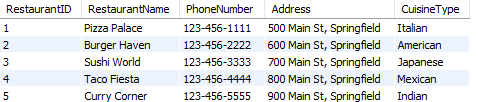 RestaurantID RestaurantName PhoneNumber Address CuisineType
1 Pizza Palace 123-456-1111 500 Main St, Springfield Italian
2 Burger Haven 123-456-2222 600 Main St, Springfield American
3 Sushi World 123-456-3333 700 Main St, Springfield Japanese
4 Taco Fiesta 123-456-4444 800 Main St, Springfield Mexican
5 Curry Corner 123-456-5555 900 Main St, Springfield Indian